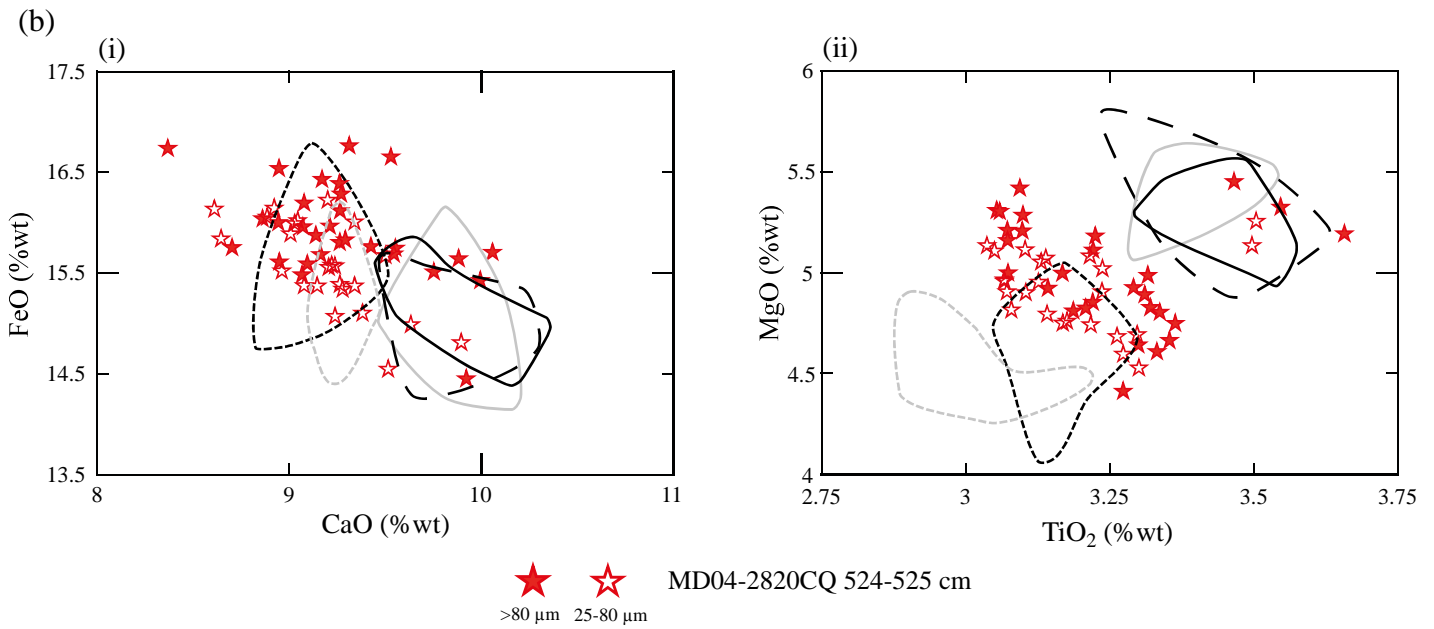 (b)
(i)
17.5
16.5
15.5
14.5
13.5
FeO (%wt)
8
9
10
11
CaO (%wt)
(ii)
6
5.5
5
4.5
4
MgO (%wt)
2.75
3
3.25
3.5
3.75
TiO₂ (%wt)
MD04-2820CQ 524-525 cm
>80 µm 25-80 µm